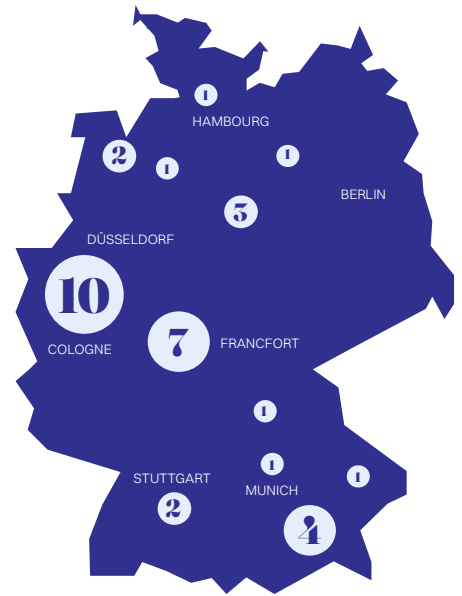 1
HAMBOURG
2
1
1
BERLIN
3
DÜSSELDORF
10
7
FRANCFORT
COLOGNE
1
1
STUTTGART
1
MUNICH
2
4